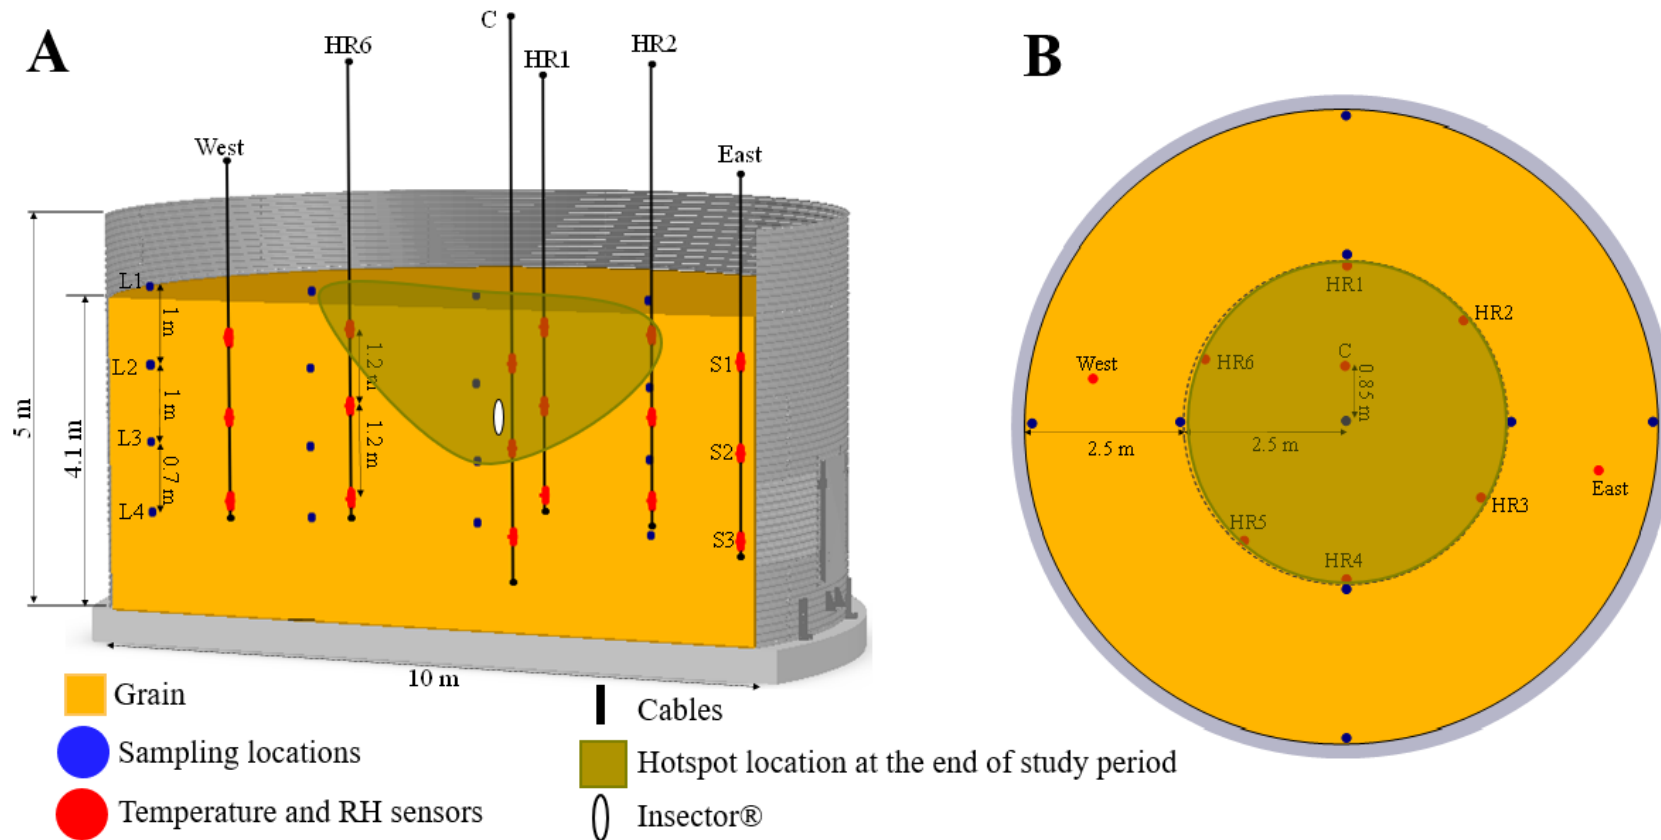 A
C
HR6
HR1
HR2
West
East
L1
L2
L3
L4
1 m
1 m
0.7 m
1.2 m
1.2 m
S1
S2
S3
5 m
4.1 m
10 m
Grain
Sampling locations
Temperature and RH sensors
Cables
Hotspot location at the end of study period
Insector®
B
HR1
HR2
C
HR6
West
0.85 m
2.5 m
2.5 m
East
HR3
HR5
HR4